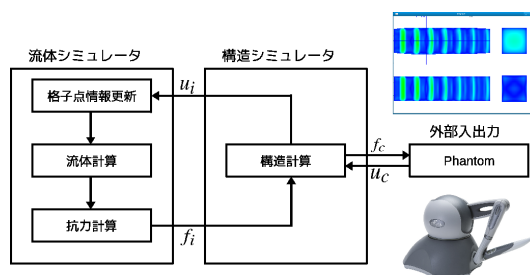 流体シミュレータ
構造シミュレータ
格子点情報更新
流体計算
抗力計算
構造計算
外部入出力
Phantom
u_i
f_i
f_c
u_c